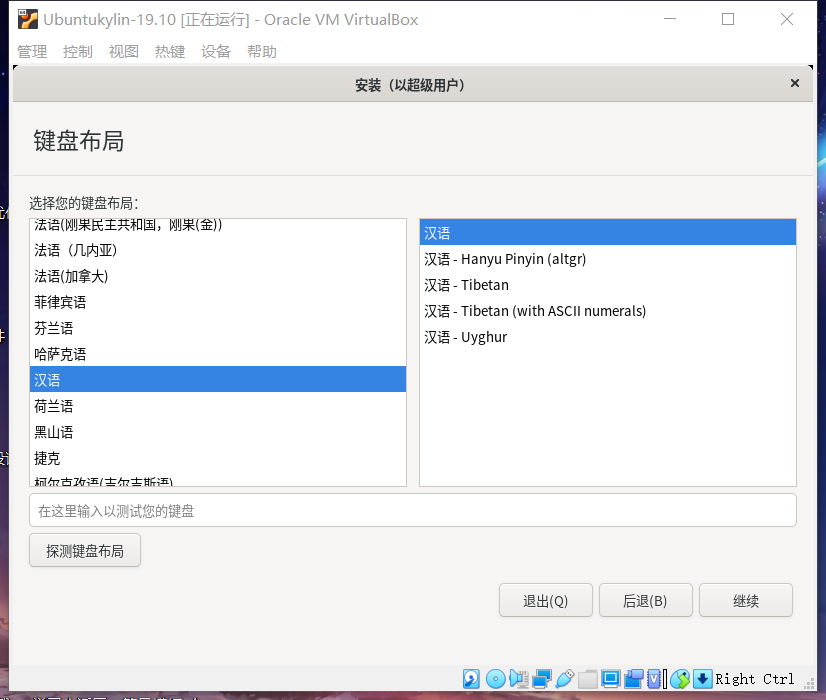 Ubuntukylin-19.10 [正在运行] - Oracle VM VirtualBox
管理 控制 视图 热键 设备 帮助
安装（以超级用户）
键盘布局
选择您的键盘布局：
法语(刚果民主共和国，刚果(金))
法语（几内亚）
法语(加拿大)
菲律宾语
芬兰语
哈萨克语
汉语
荷兰语
黑山语
捷克
柯尔克孜语(吉尔吉斯语)
汉语
汉语 - Hanyu Pinyin (altgr)
汉语 - Tibetan
汉语 - Tibetan (with ASCII numerals)
汉语 - Uyghur
在这里输入以测试您的键盘
探测键盘布局
退出(Q) 后退(B) 继续
Right Ctrl